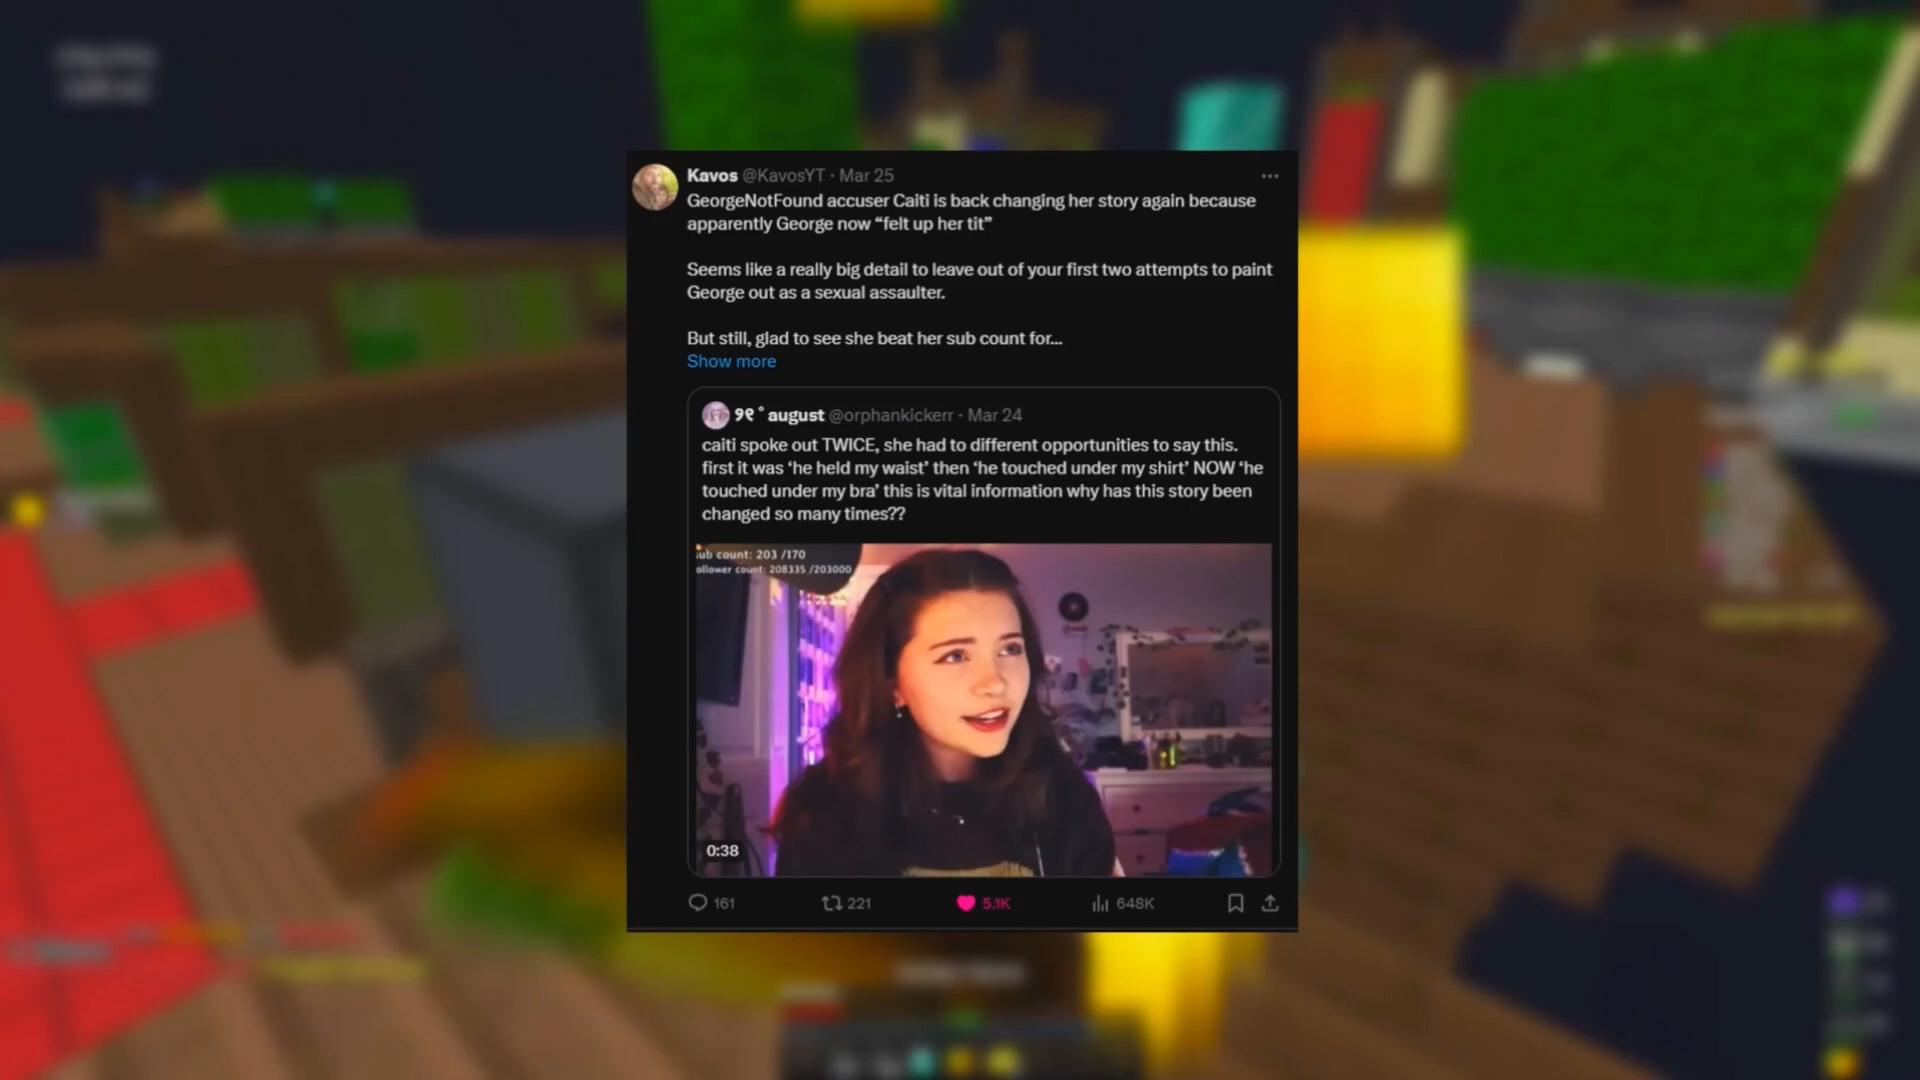 Kavos @KavosYT · Mar 25
GeorgeNotFound accuser Caiti is back changing her story again because
apparently George now “felt up her tit”
Seems like a really big detail to leave out of your first two attempts to paint
George out as a sexual assaulter.
But still, glad to see she beat her sub count for...
Show more
୨୧ ˚ august @orphankickerr · Mar 24
caiti spoke out TWICE, she had to different opportunities to say this.
first it was ‘he held my waist’ then ‘he touched under my shirt’ NOW ‘he
touched under my bra’ this is vital information why has this story been
changed so many times??
ub count: 203 /170
ollower count: 208335 /203000
0:38
161 221 5.1K 648K